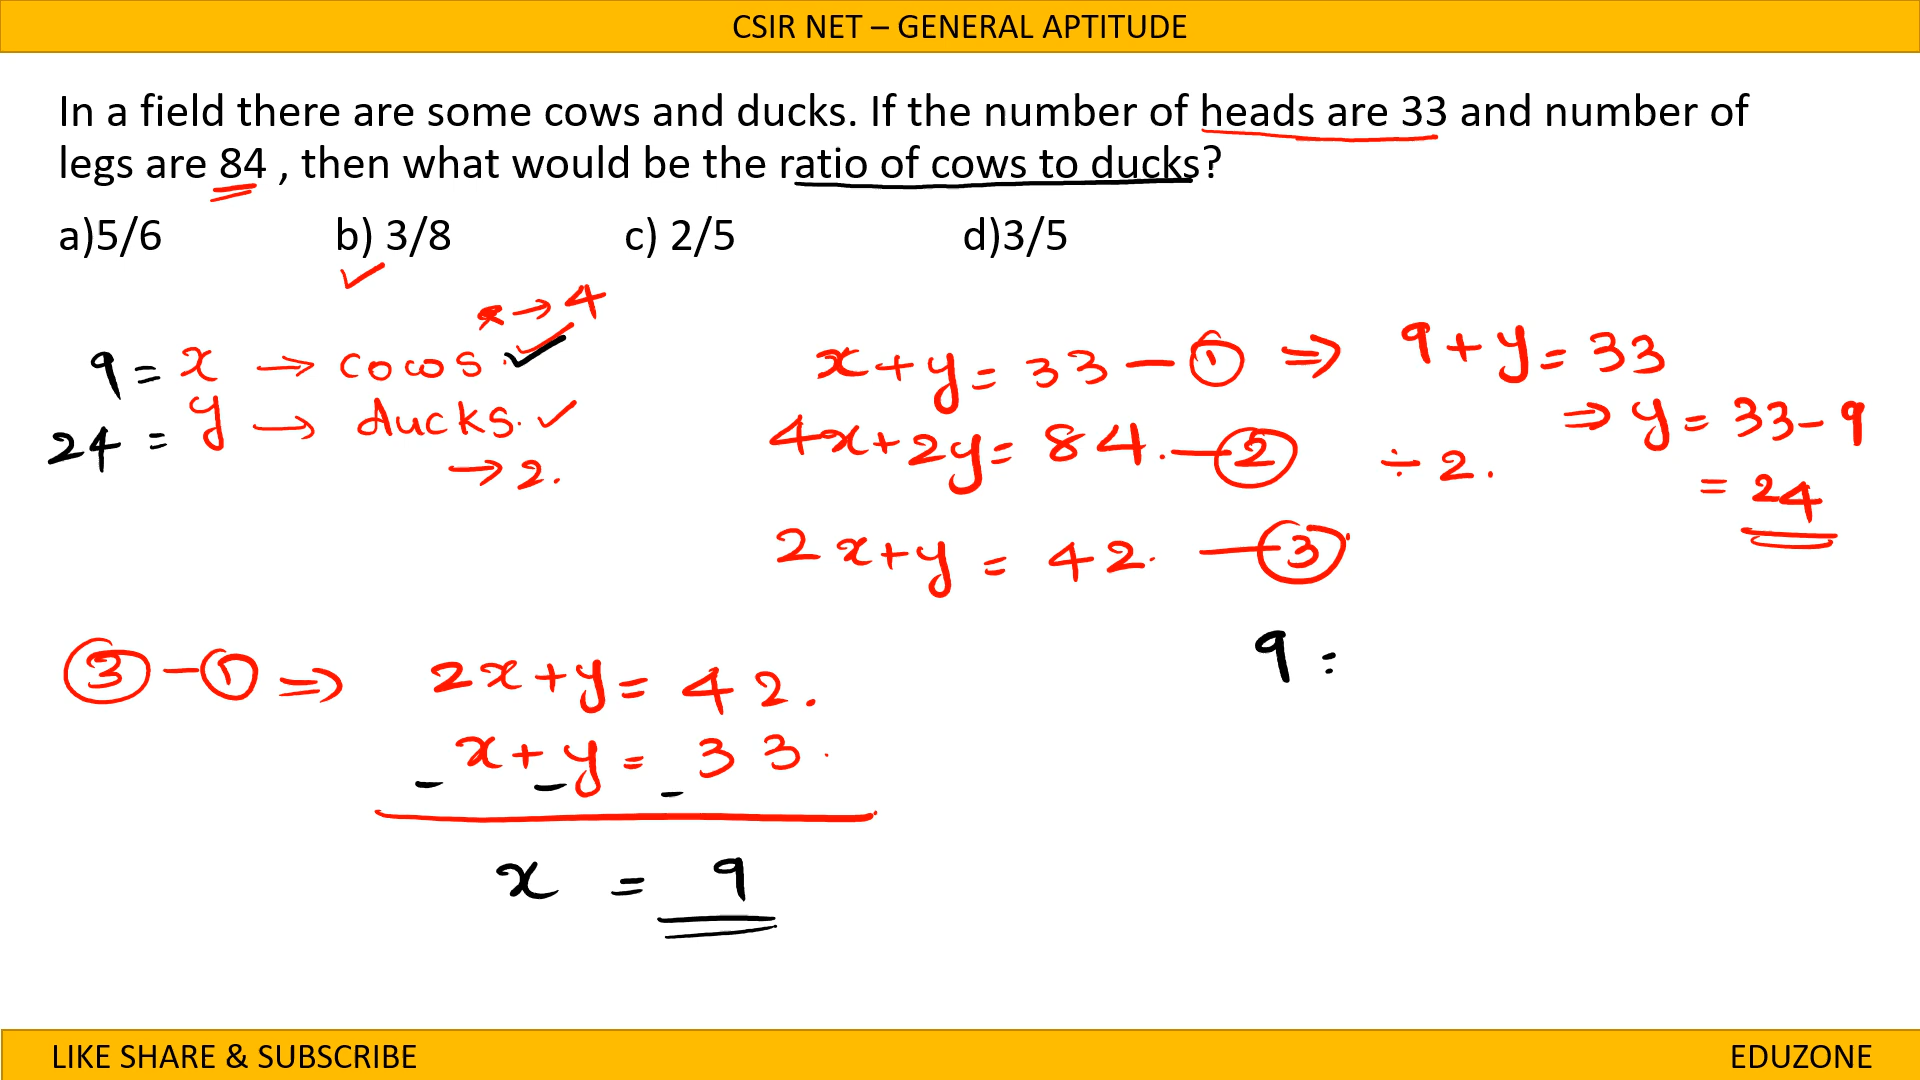 CSIR NET – GENERAL APTITUDE
In a field there are some cows and ducks. If the number of heads are 33 and number of
legs are 84 , then what would be the ratio of cows to ducks?
a)5/6 b) 3/8 c) 2/5 d)3/5
→ 4
9 = x → cows.
24 = y → ducks.
→ 2.
x + y = 33 — ① ⇒ 9 + y = 33
4x + 2y = 84. — ② ÷ 2.
⇒ y = 33 - 9
= 24
2x + y = 42. — ③
9 =
③ - ① ⇒ 2x + y = 42.
x + y = 33.
- - -
x = 9
LIKE SHARE & SUBSCRIBE
EDUZONE